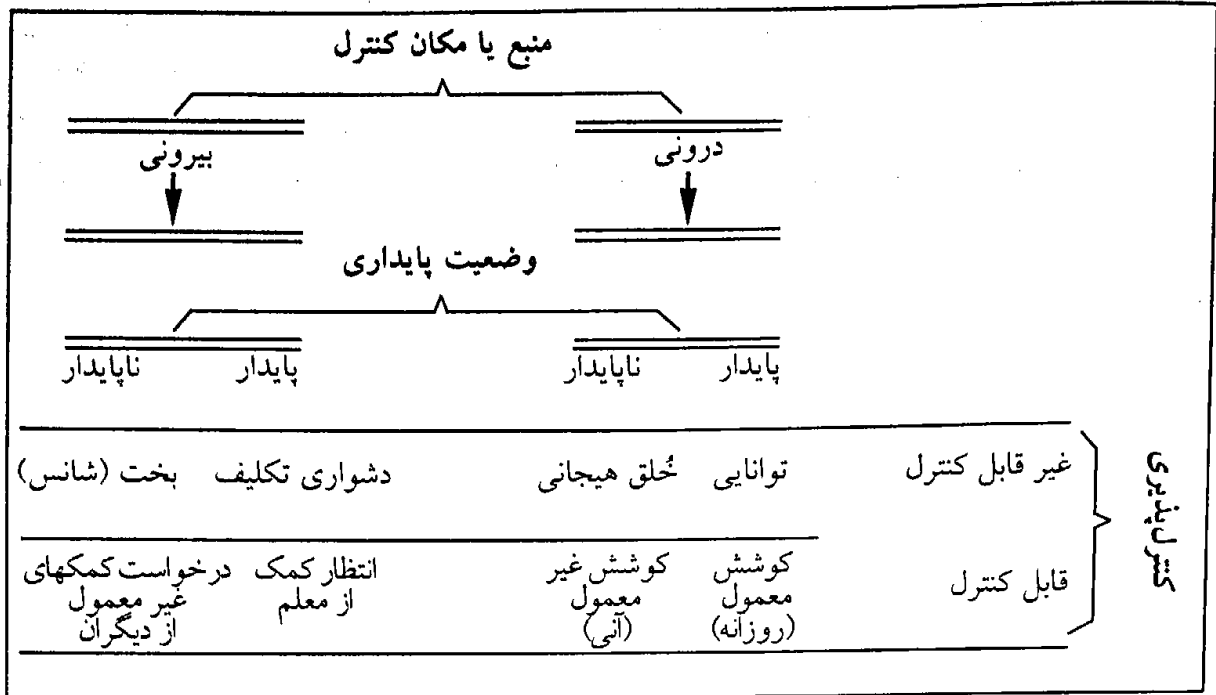 منبع یا مکان کنترل
درونی بیرونی
وضعیت پایداری
پایدار ناپایدار پایدار ناپایدار
کنترل‌پذیری
غیر قابل کنترل توانایی خُلق هیجانی دشواری تکلیف بخت (شانس)
قابل کنترل کوشش معمول (روزانه) کوشش غیر معمول (آنی) انتظار کمک از معلم درخواست کمکهای غیر معمول از دیگران